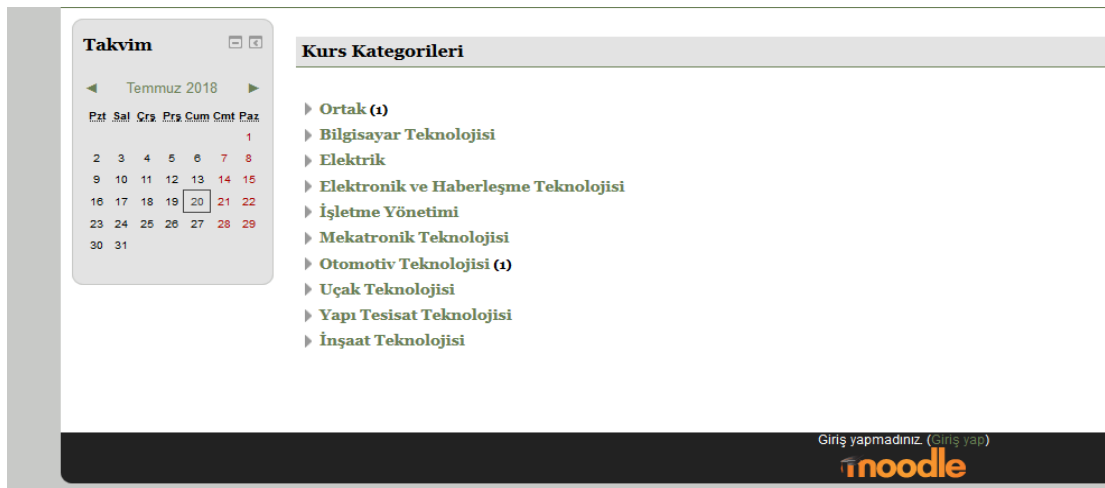 Takvim
◄ Temmuz 2018 ►
Pzt Sal Çrş Prş Cum Cmt Paz
1
2 3 4 5 6 7 8
9 10 11 12 13 14 15
16 17 18 19 20 21 22
23 24 25 26 27 28 29
30 31
Kurs Kategorileri
Ortak (1)
Bilgisayar Teknolojisi
Elektrik
Elektronik ve Haberleşme Teknolojisi
İşletme Yönetimi
Mekatronik Teknolojisi
Otomotiv Teknolojisi (1)
Uçak Teknolojisi
Yapı Tesisat Teknolojisi
İnşaat Teknolojisi
Giriş yapmadınız. (Giriş yap)
moodle